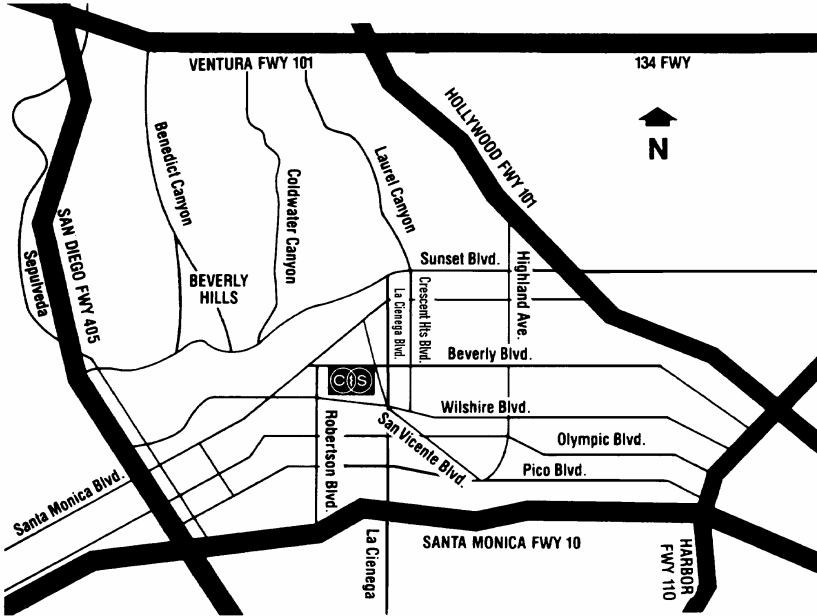 VENTURA FWY 101
134 FWY
HOLLYWOOD FWY 101
N
Benedict Canyon
Coldwater Canyon
Laurel Canyon
SAN DIEGO FWY 405
Sepulveda
BEVERLY
HILLS
Sunset Blvd.
Highland Ave.
La Cienega Blvd.
Crescent Hts Blvd.
Beverly Blvd.
Wilshire Blvd.
San Vicente Blvd.
Olympic Blvd.
Pico Blvd.
Robertson Blvd.
Santa Monica Blvd.
La Cienega
SANTA MONICA FWY 10
HARBOR
FWY 110